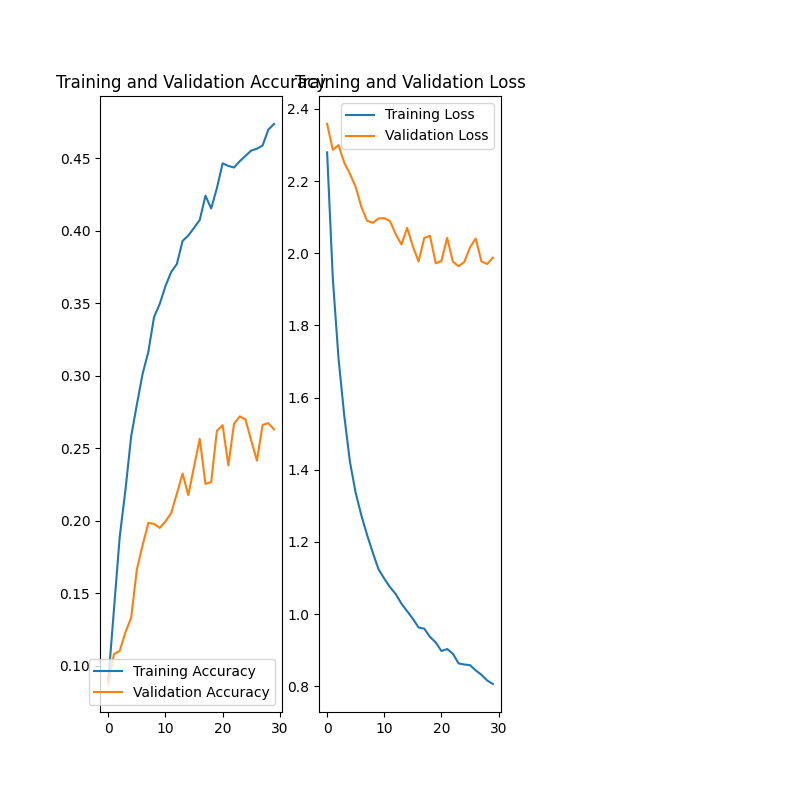 Training and Validation Accuracy
Training and Validation Loss
0.45
0.40
0.35
0.30
0.25
0.20
0.15
0.10
Training Accuracy
Validation Accuracy
0 10 20 30
2.4
2.2
2.0
1.8
1.6
1.4
1.2
1.0
0.8
Training Loss
Validation Loss
0 10 20 30